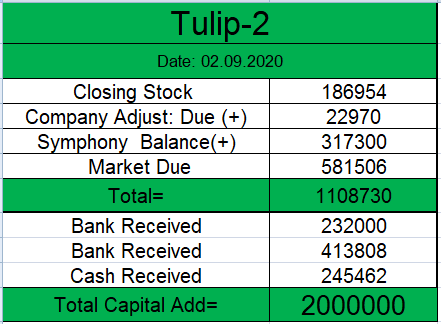 Tulip-2
Date: 02.09.2020
Closing Stock 186954
Company Adjust: Due (+) 22970
Symphony Balance(+) 317300
Market Due 581506
Total= 1108730
Bank Received 232000
Bank Received 413808
Cash Received 245462
Total Capital Add= 2000000